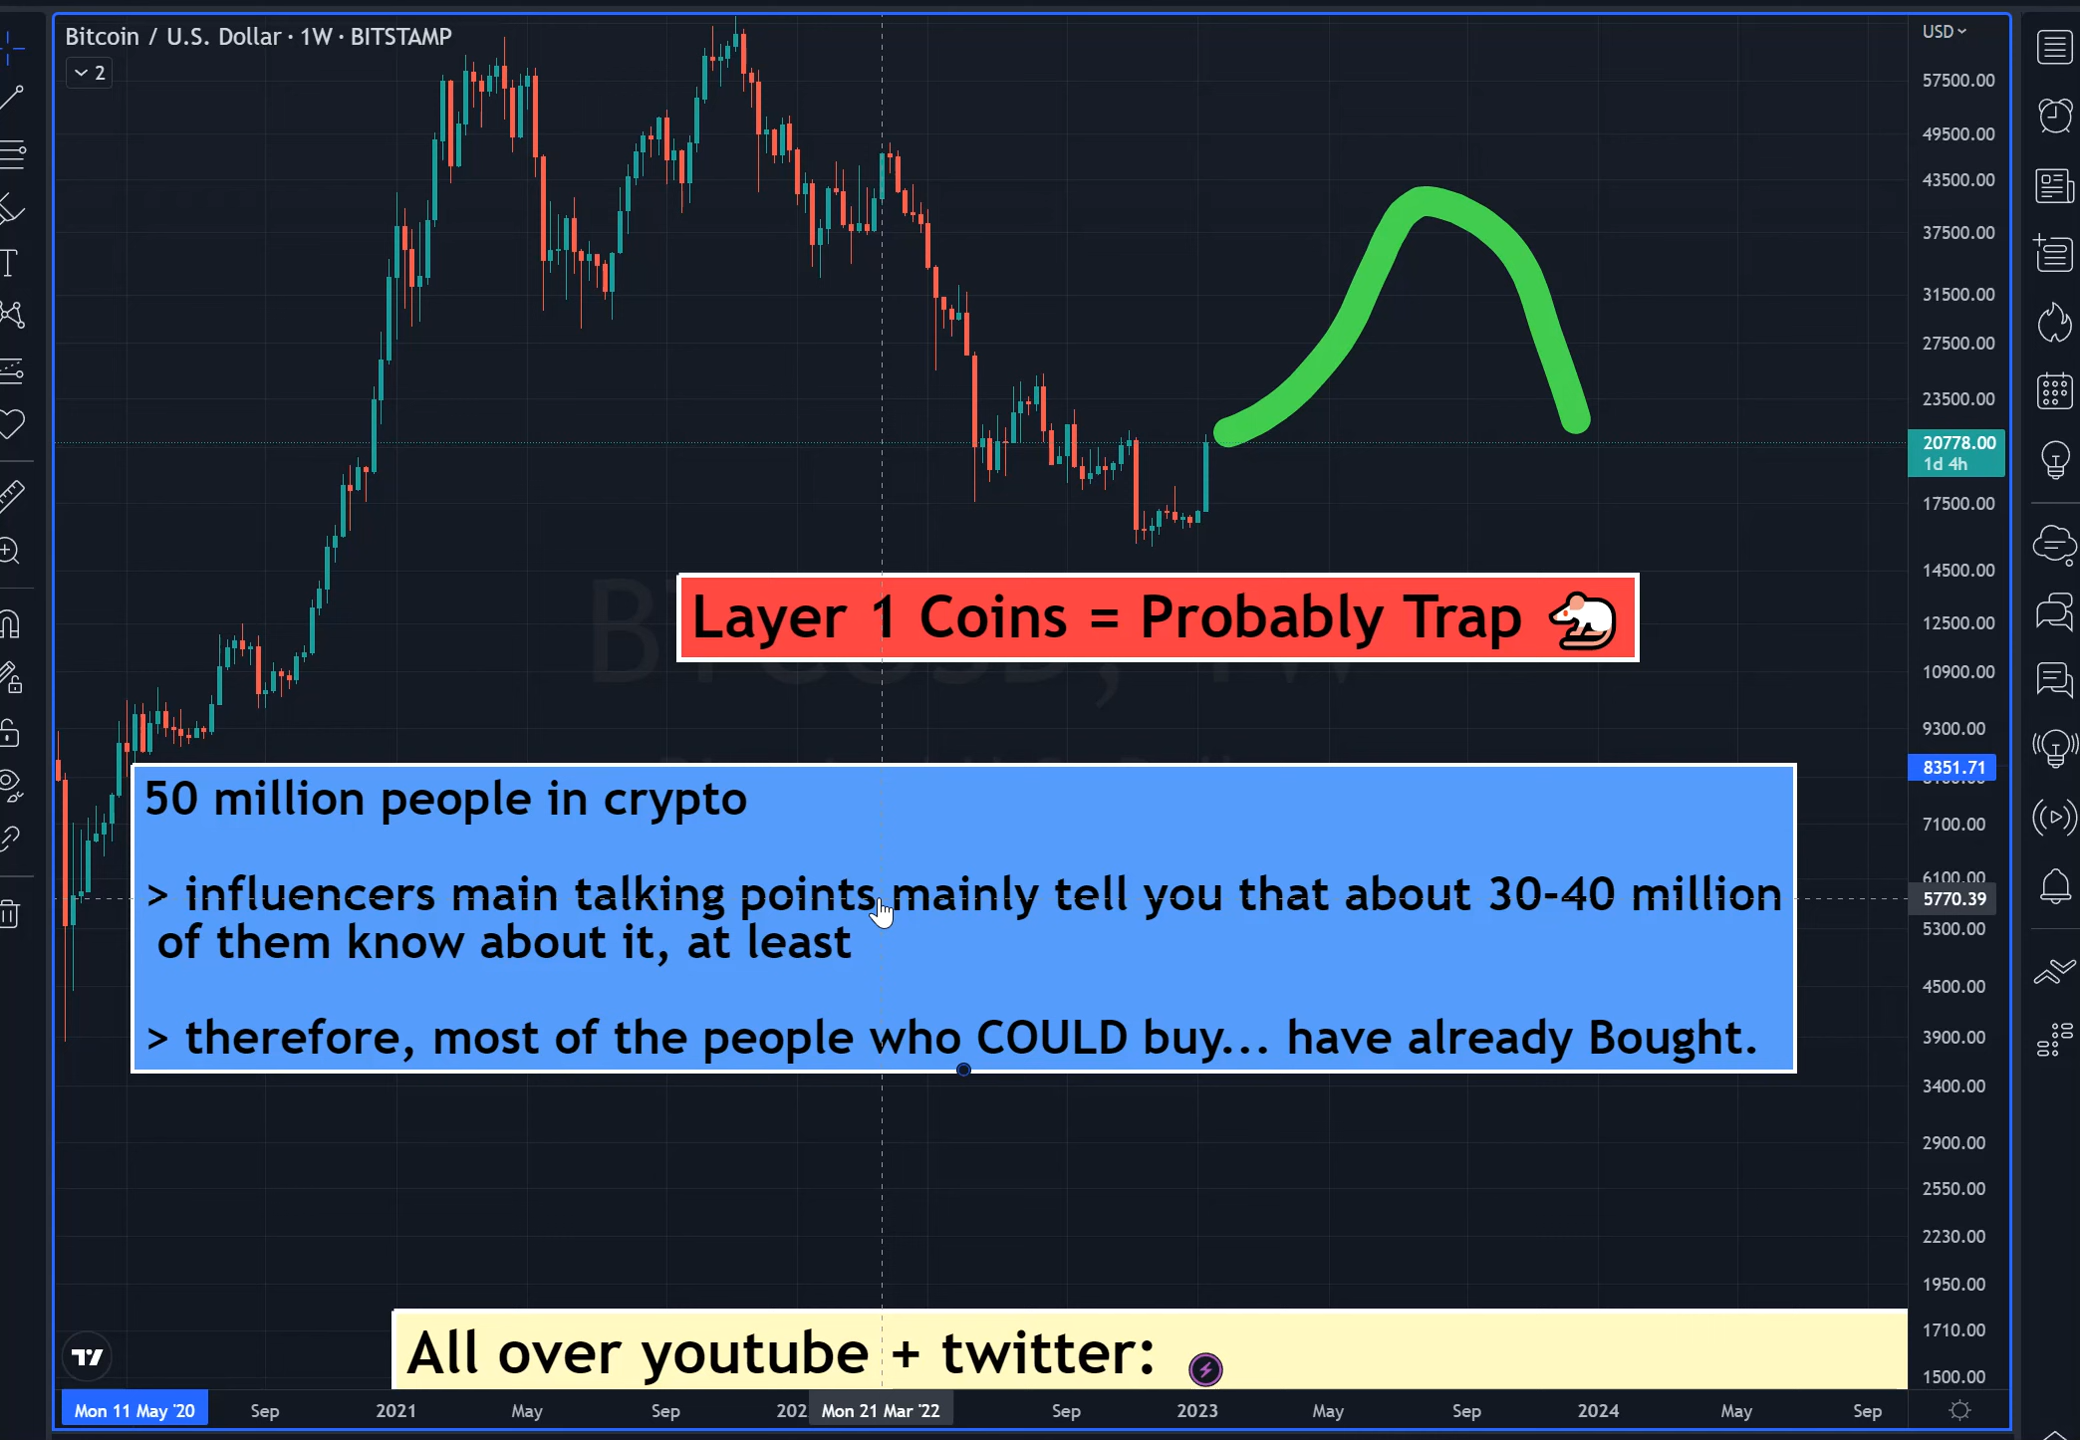 Bitcoin / U.S. Dollar · 1W · BITSTAMP
2
USD
57500.00
49500.00
43500.00
37500.00
31500.00
27500.00
23500.00
20778.00
1d 4h
17500.00
14500.00
12500.00
10900.00
9300.00
8351.71
7100.00
6100.00
5770.39
5300.00
4500.00
3900.00
3400.00
2900.00
2550.00
2230.00
1950.00
1710.00
1500.00
Layer 1 Coins = Probably Trap
50 million people in crypto
> influencers main talking points mainly tell you that about 30-40 million
of them know about it, at least
> therefore, most of the people who COULD buy... have already Bought.
All over youtube + twitter:
Mon 11 May '20 Sep 2021 May Sep Mon 21 Mar '22 Sep 2023 May Sep 2024 May Sep